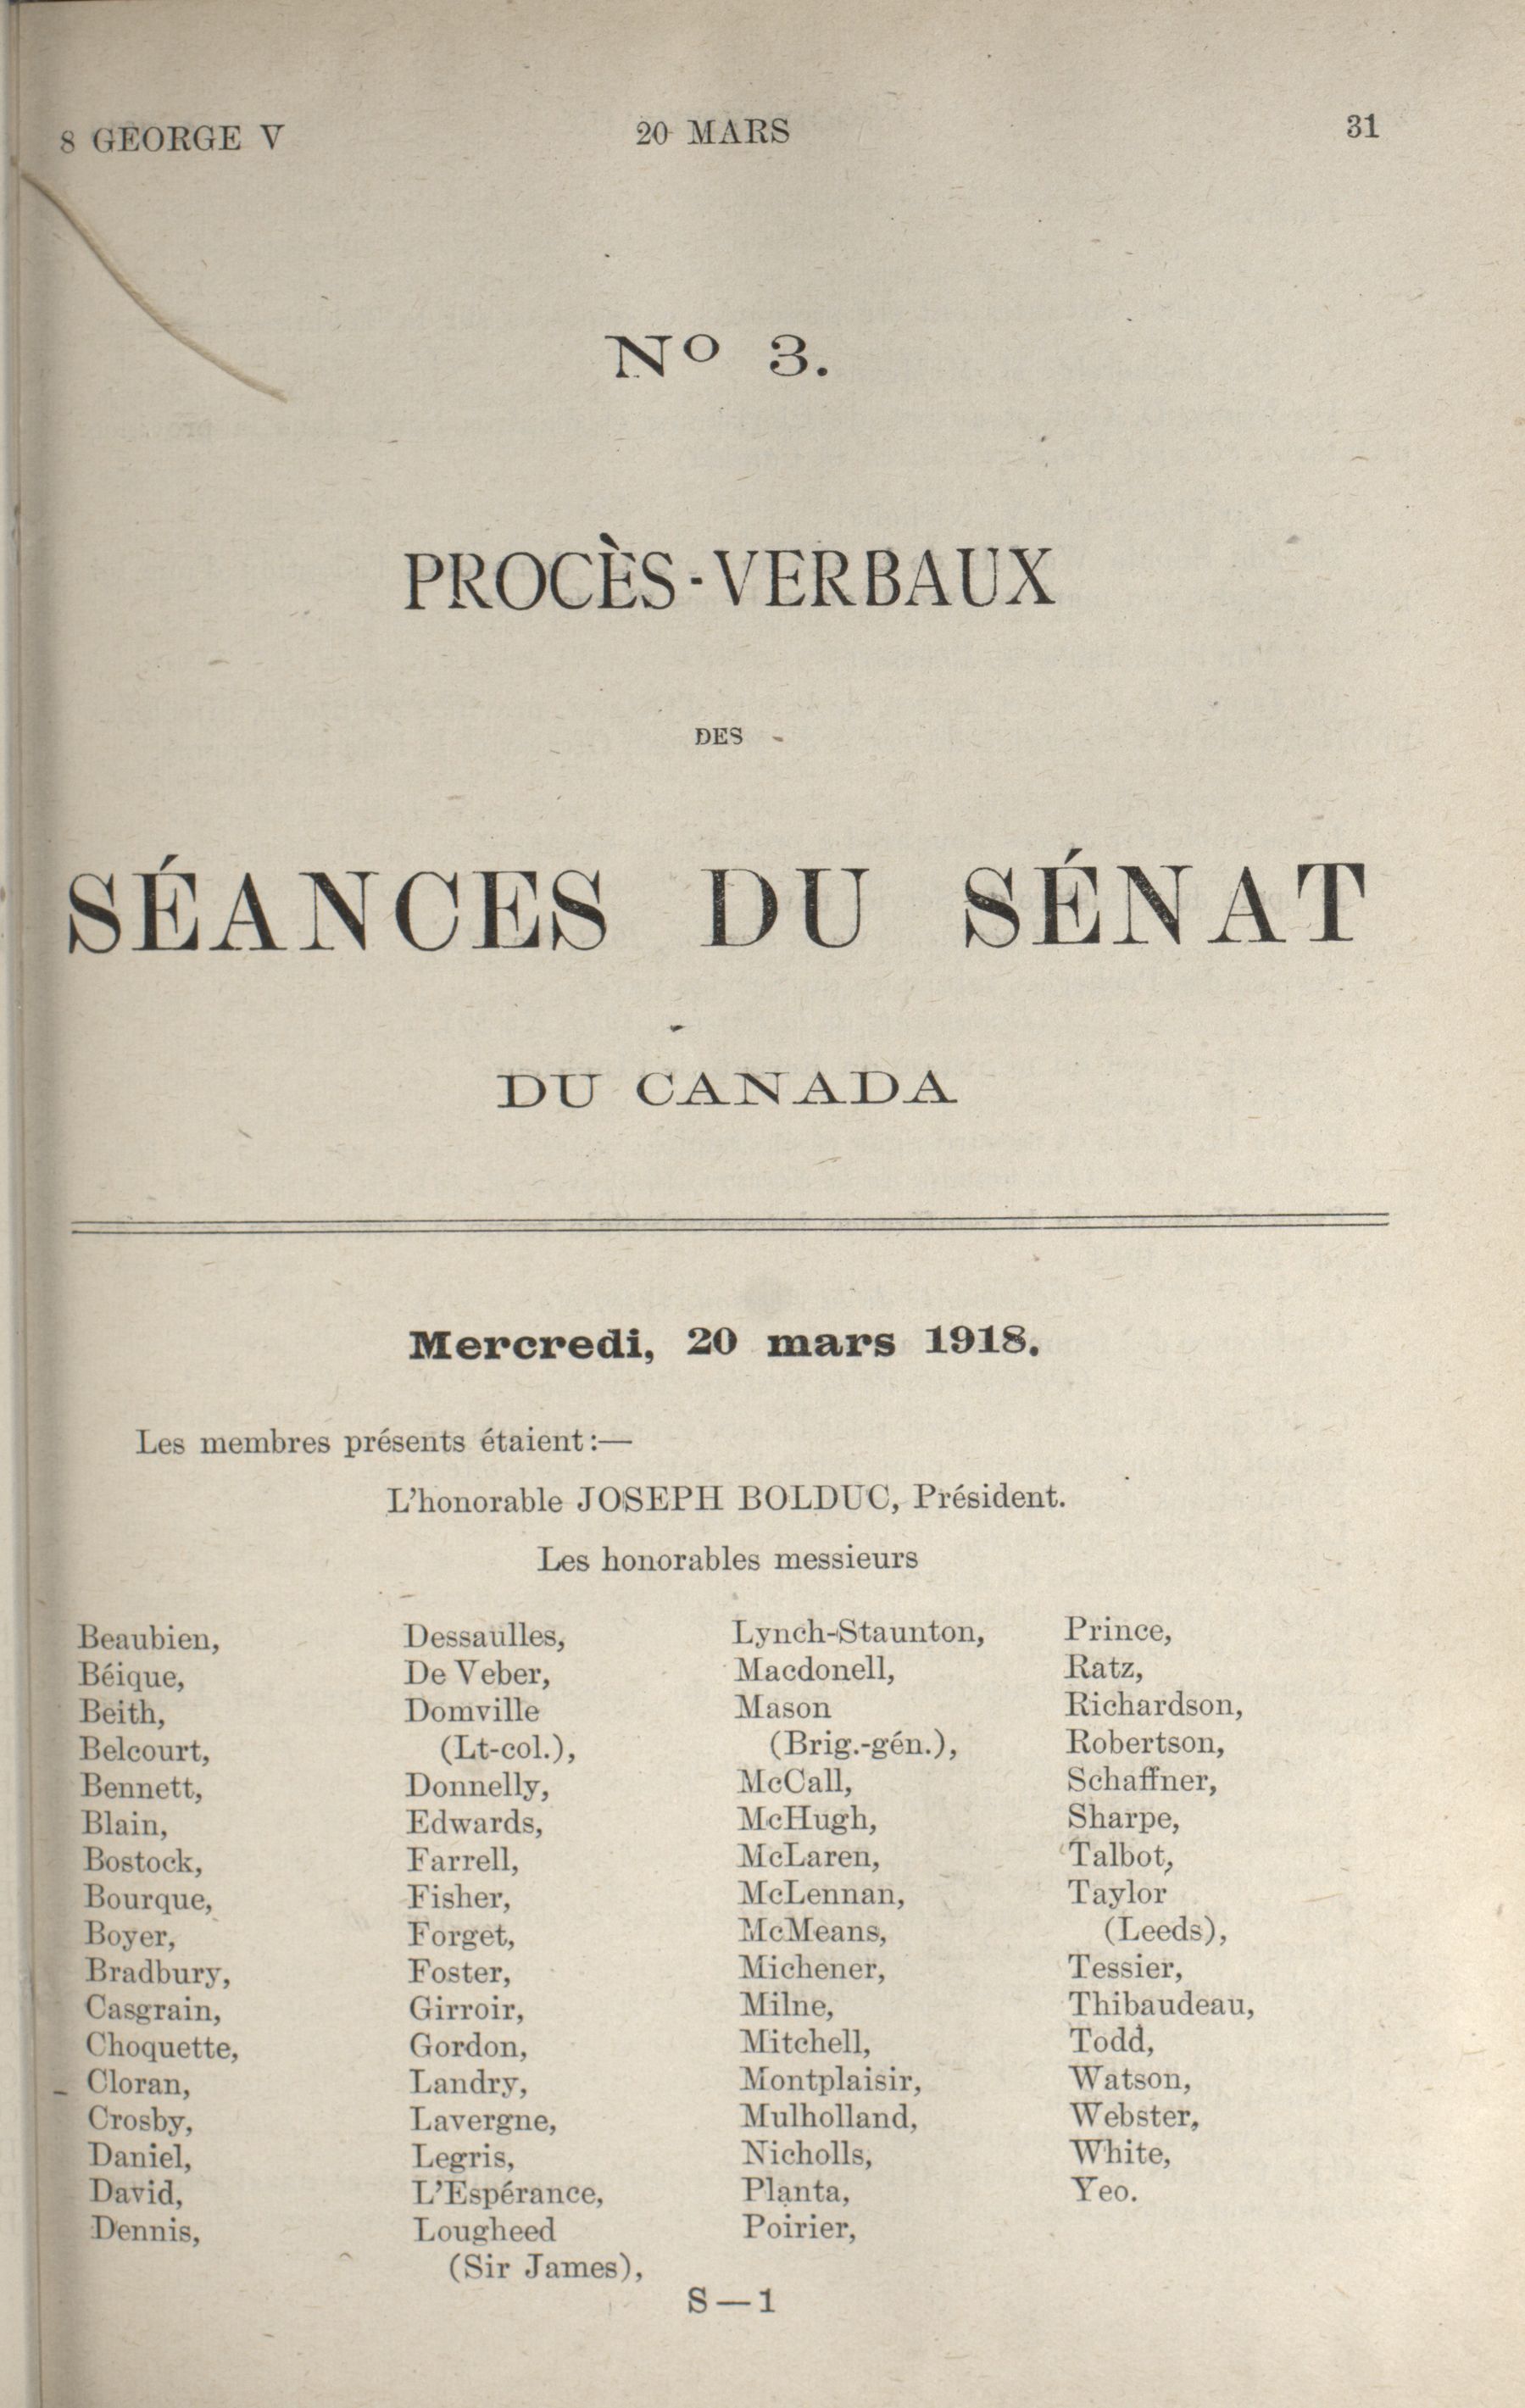 8 GEORGE V
20 MARS
31
Nº 3.
PROCÈS-VERBAUX
DES
SÉANCES DU SÉNAT
DU CANADA
Mercredi, 20 mars 1918.
Les membres présents étaient:—
L'honorable JOSEPH BOLDUC, Président.
Les honorables messieurs
Beaubien,
Béique,
Beith,
Belcourt,
Bennett,
Blain,
Bostock,
Bourque,
Boyer,
Bradbury,
Casgrain,
Choquette,
Cloran,
Crosby,
Daniel,
David,
Dennis,
Dessaulles,
De Veber,
Domville
(Lt-col.),
Donnelly,
Edwards,
Farrell,
Fisher,
Forget,
Foster,
Girroir,
Gordon,
Landry,
Lavergne,
Legris,
L'Espérance,
Lougheed
(Sir James),
Lynch-Staunton,
Macdonell,
Mason
(Brig.-gén.),
McCall,
McHugh,
McLaren,
McLennan,
McMeans,
Michener,
Milne,
Mitchell,
Montplaisir,
Mulholland,
Nicholls,
Planta,
Poirier,
Prince,
Ratz,
Richardson,
Robertson,
Schaffner,
Sharpe,
Talbot,
Taylor
(Leeds),
Tessier,
Thibaudeau,
Todd,
Watson,
Webster,
White,
Yeo.
S—1